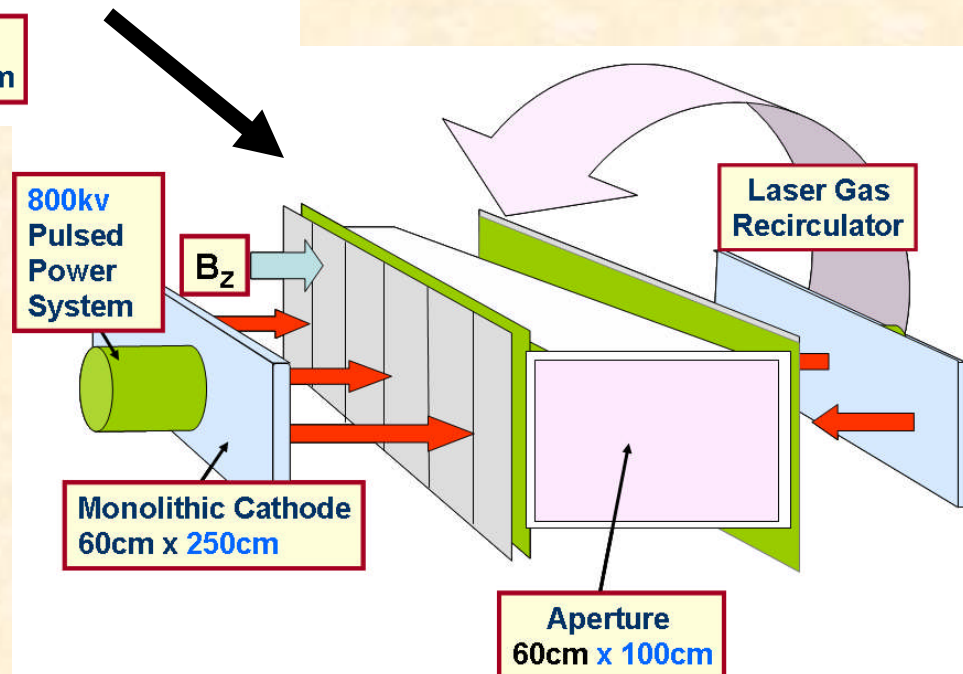 m
800kv
Pulsed
Power
System
Bz
Laser Gas
Recirculator
Monolithic Cathode
60cm x 250cm
Aperture
60cm x 100cm